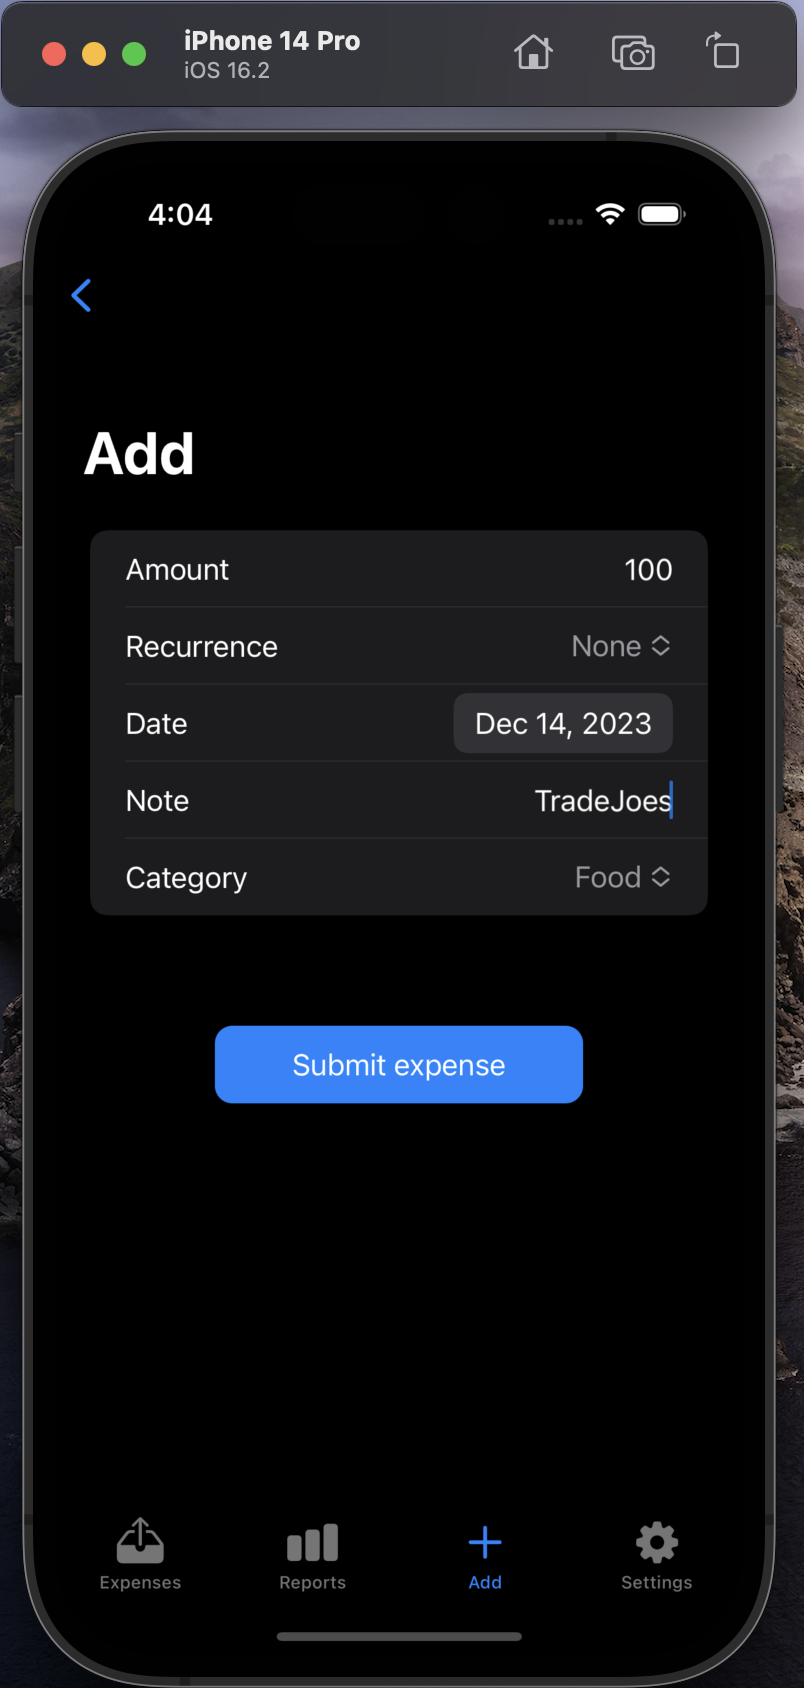 iPhone 14 Pro
iOS 16.2
4:04
Add
Amount 100
Recurrence None
Date Dec 14, 2023
Note TradeJoes
Category Food
Submit expense
Expenses Reports Add Settings